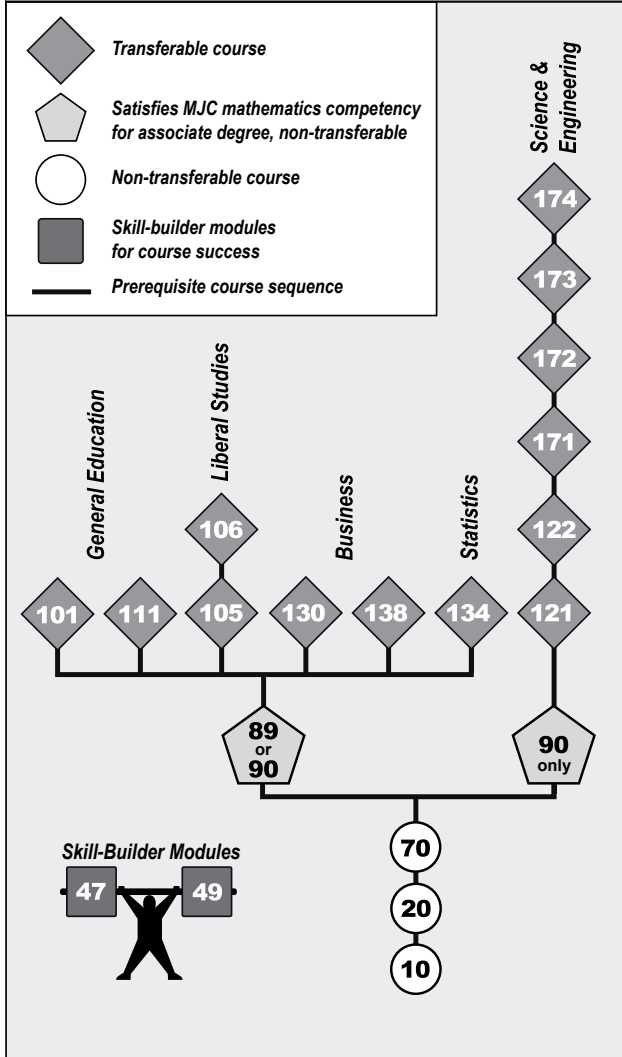 Transferable course
Satisfies MJC mathematics competency
for associate degree, non-transferable
Non-transferable course
Skill-builder modules
for course success
Prerequisite course sequence
Science &
Engineering
174
173
172
171
122
121
General Education
Liberal Studies
Business
Statistics
106
101
111
105
130
138
134
89
or
90
90
only
70
20
10
Skill-Builder Modules
47
49